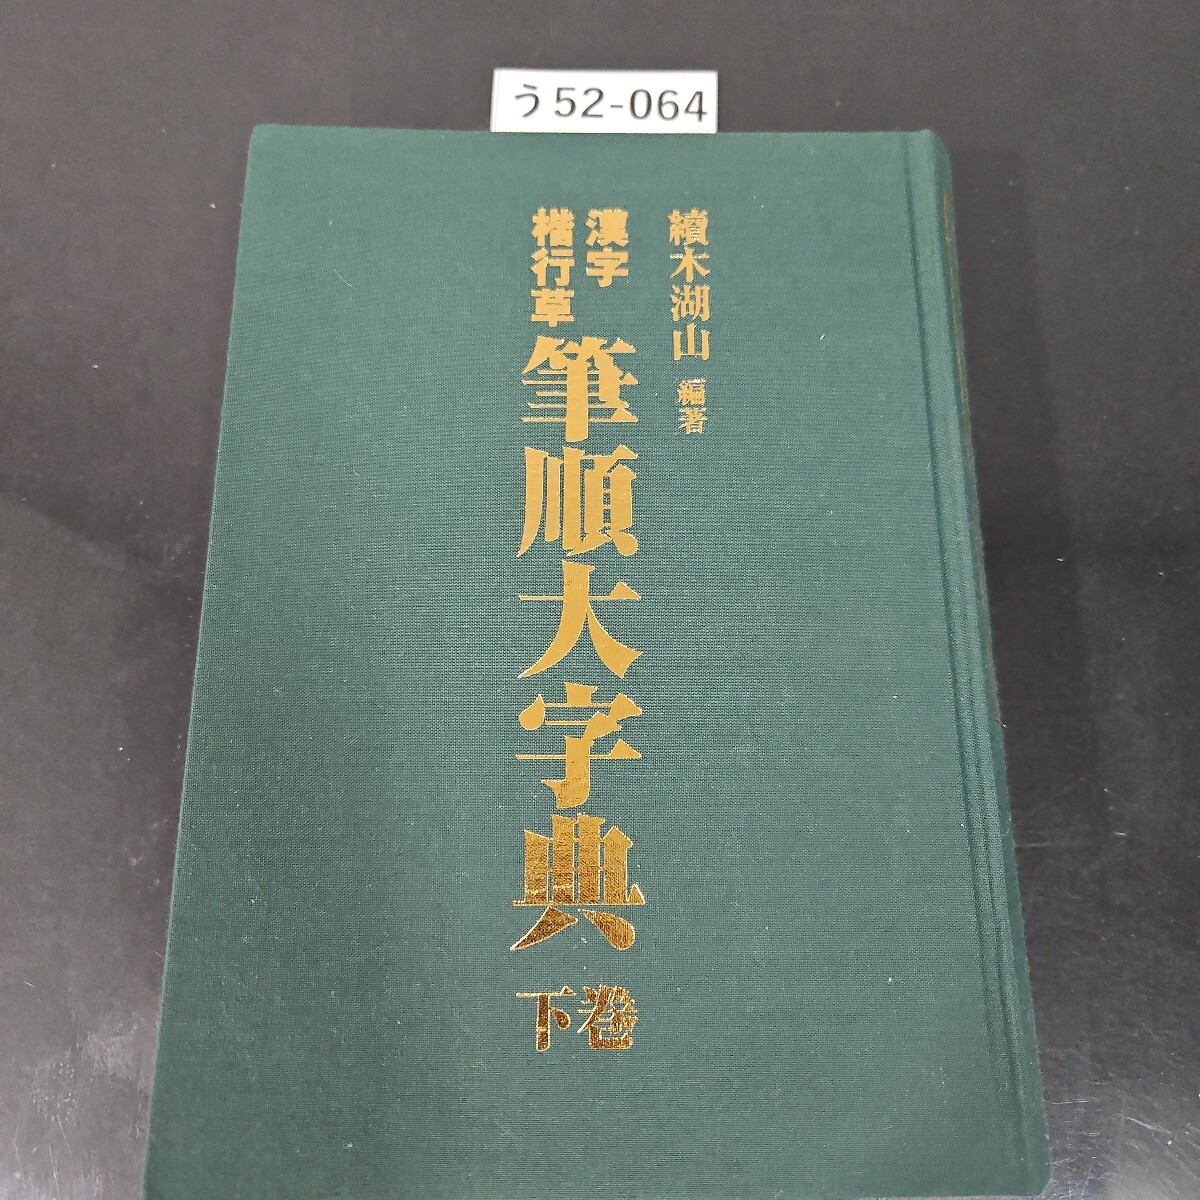 う52-064
續木湖山 編著
漢字
楷行草
筆順大字典
下巻